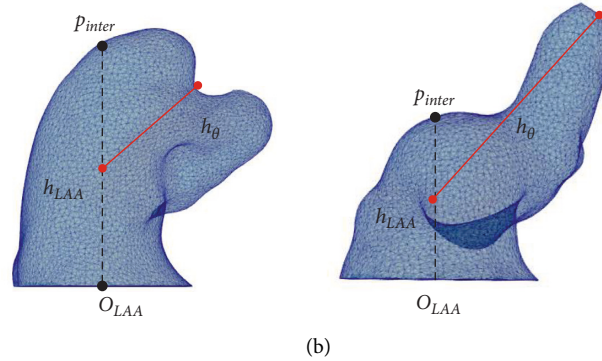 p_inter
h_θ
h_LAA
O_LAA
p_inter
h_θ
h_LAA
O_LAA
(b)